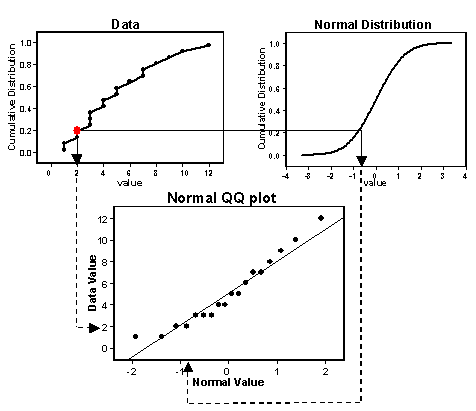 Data
Normal Distribution
Cumulative Distribution
1.0
0.8
0.6
0.4
0.2
0.0
0 2 4 6 8 10 12
value
Cumulative Distribution
1.0
0.8
0.6
0.4
0.2
0.0
-4 -3 -2 -1 0 1 2 3 4
value
Normal QQ plot
Data Value
12
10
8
6
4
2
0
-2 -1 0 1 2
Normal Value